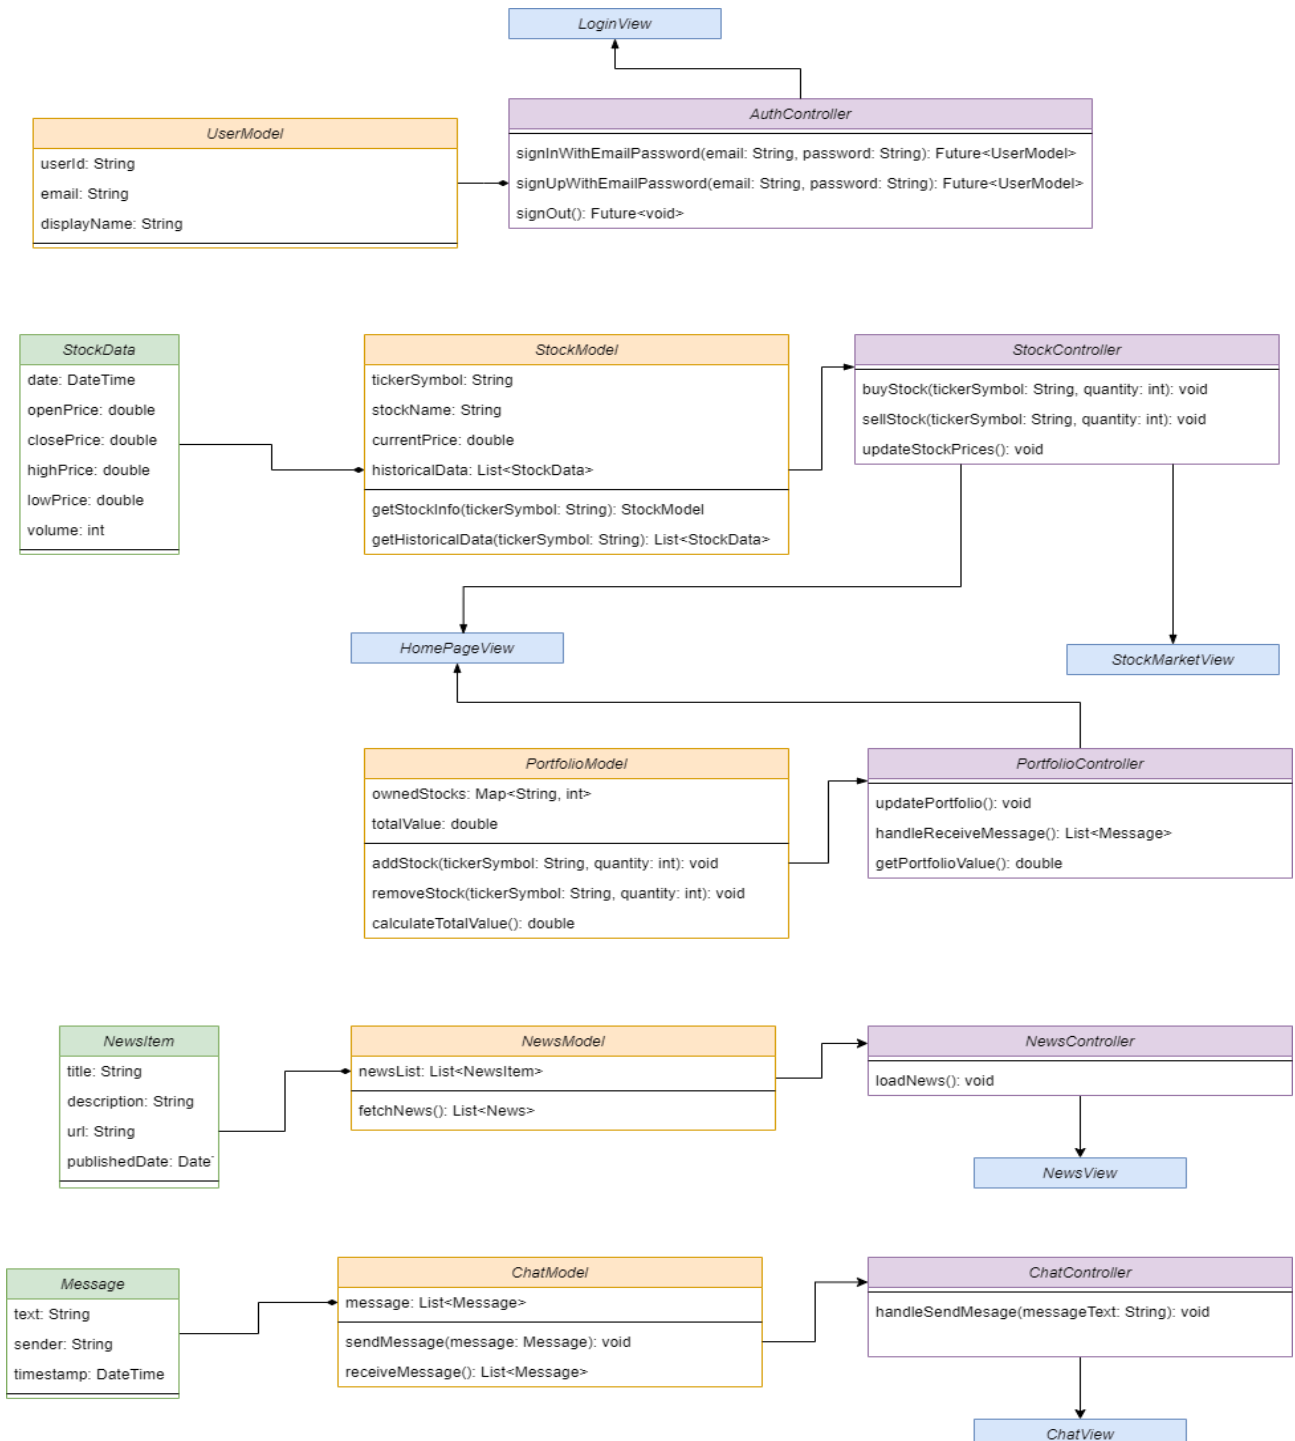 LoginView
AuthController
signInWithEmailPassword(email: String, password: String): Future<UserModel>
signUpWithEmailPassword(email: String, password: String): Future<UserModel>
signOut(): Future<void>
UserModel
userId: String
email: String
displayName: String
StockData
date: DateTime
openPrice: double
closePrice: double
highPrice: double
lowPrice: double
volume: int
StockModel
tickerSymbol: String
stockName: String
currentPrice: double
historicalData: List<StockData>
getStockInfo(tickerSymbol: String): StockModel
getHistoricalData(tickerSymbol: String): List<StockData>
StockController
buyStock(tickerSymbol: String, quantity: int): void
sellStock(tickerSymbol: String, quantity: int): void
updateStockPrices(): void
HomePageView
StockMarketView
PortfolioModel
ownedStocks: Map<String, int>
totalValue: double
addStock(tickerSymbol: String, quantity: int): void
removeStock(tickerSymbol: String, quantity: int): void
calculateTotalValue(): double
PortfolioController
updatePortfolio(): void
handleReceiveMessage(): List<Message>
getPortfolioValue(): double
NewsItem
title: String
description: String
url: String
publishedDate: Date
NewsModel
newsList: List<NewsItem>
fetchNews(): List<News>
NewsController
loadNews(): void
NewsView
Message
text: String
sender: String
timestamp: DateTime
ChatModel
message: List<Message>
sendMessage(message: Message): void
receiveMessage(): List<Message>
ChatController
handleSendMesage(messageText: String): void
ChatView